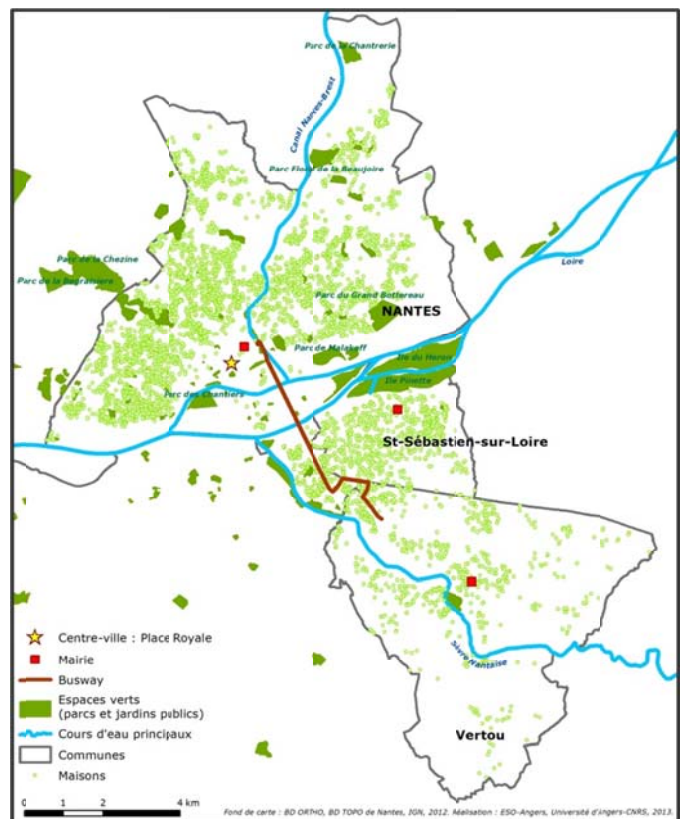 Parc de la Chantrerie
Canal Nantes-Brest
Parc Floral de la Beaujoire
Parc de la Chezine
Parc de la Bégraisière
Loire
Parc du Grand Bottereau
NANTES
Parc de Malakoff
Ile du Heron
Ile Pinette
Parc des Chantiers
St-Sébastien-sur-Loire
Sèvre Nantaise
Vertou
Centre-ville : Place Royale
Mairie
Busway
Espaces verts
(parcs et jardins publics)
Cours d'eau principaux
Communes
Maisons
0 1 2 4 km
Fond de carte : BD ORTHO, BD TOPO de Nantes, IGN, 2012. Réalisation : ESO-Angers, Université d'Angers-CNRS, 2013.